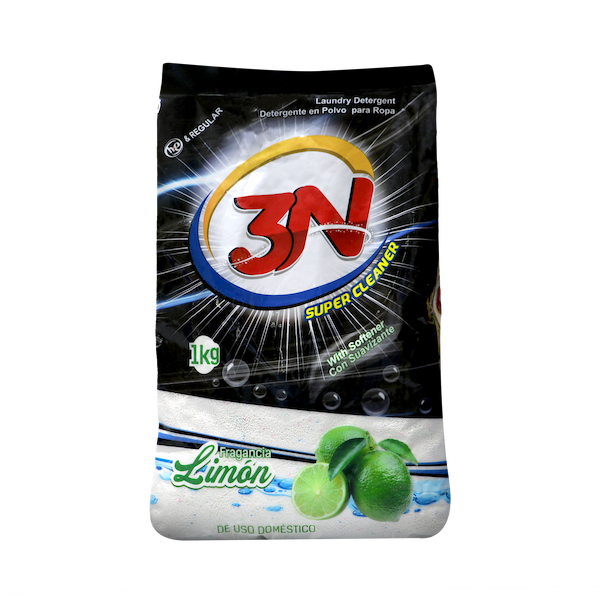 Laundry Detergent
Detergente en Polvo para Ropa
he & REGULAR
3N
SUPER CLEANER
With Softener
Con Suavizante
1kg
Fragancia
Limón
DE USO DOMÉSTICO